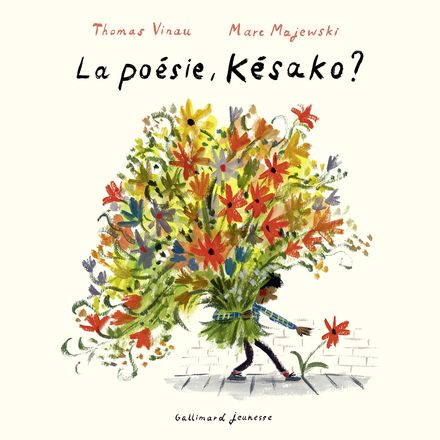 Thomas Vinau Marc Majewski
La poésie, Késako?
Gallimard jeunesse